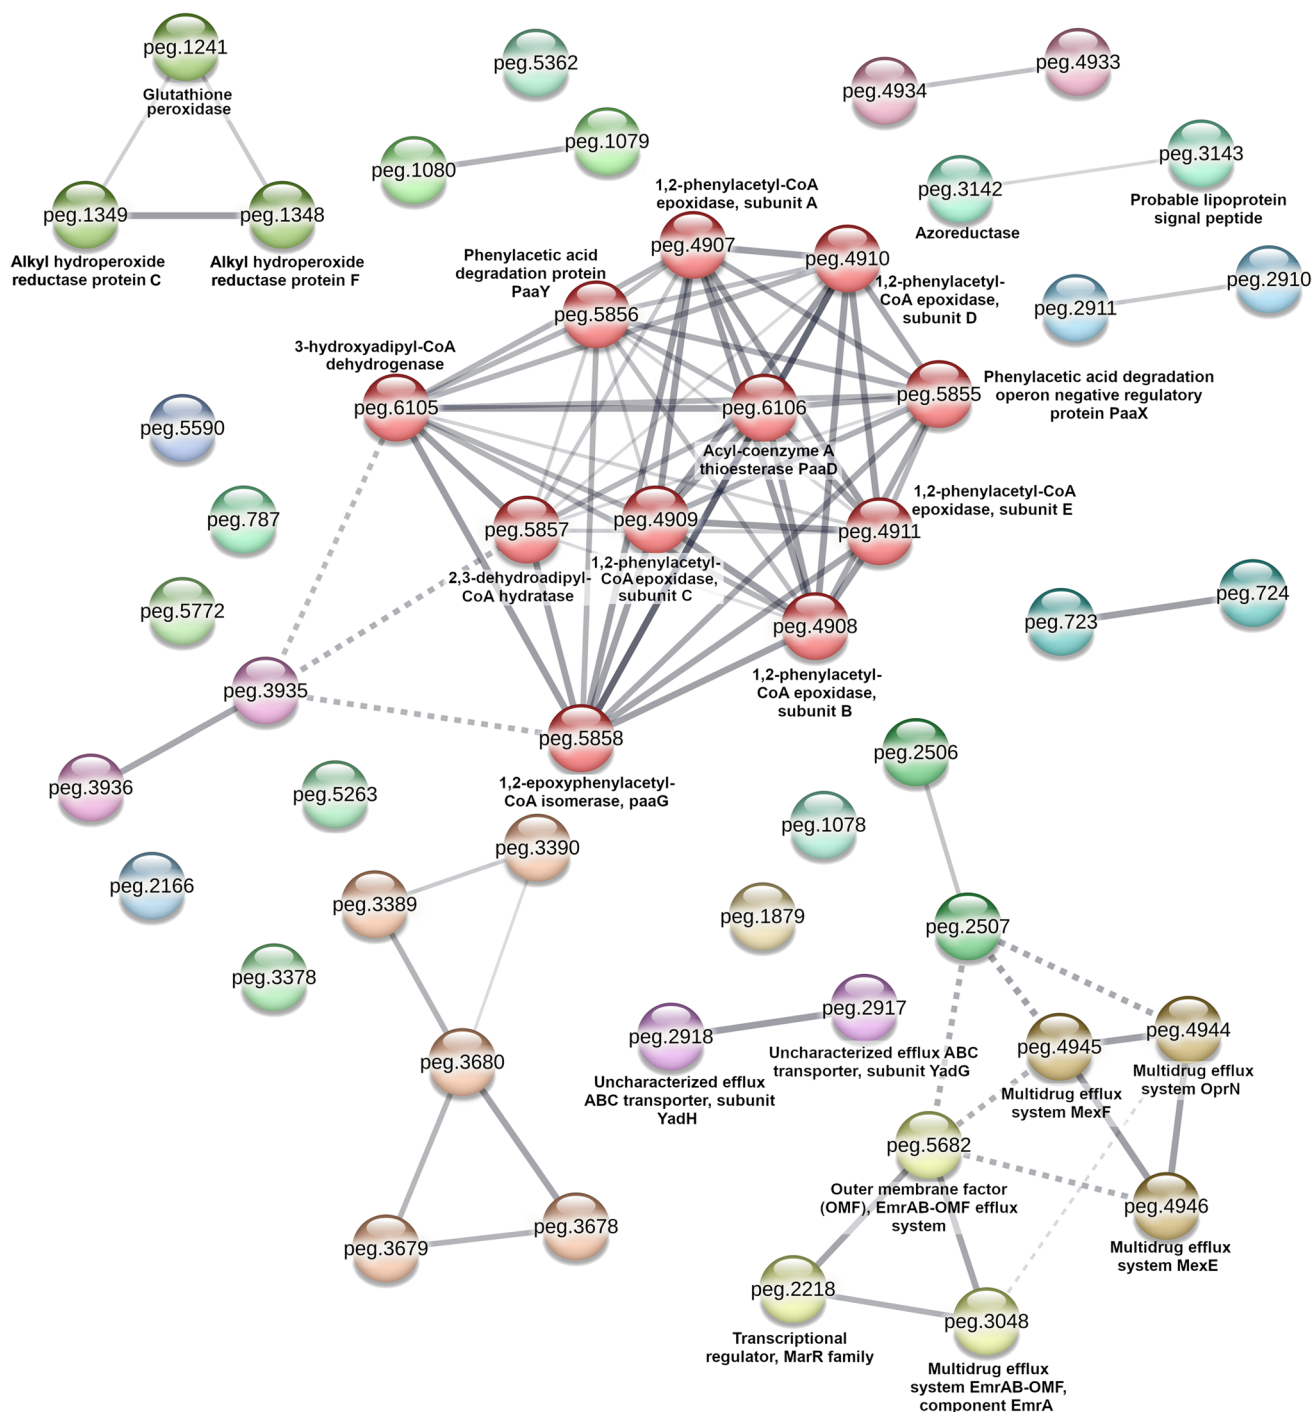 peg.1241
Glutathione
peroxidase
peg.1349
Alkyl hydroperoxide
reductase protein C
peg.1348
Alkyl hydroperoxide
reductase protein F
peg.5362
peg.1080
peg.1079
peg.4934
peg.4933
peg.3142
Azoreductase
peg.3143
Probable lipoprotein
signal peptide
peg.2911
peg.2910
1,2-phenylacetyl-CoA
epoxidase, subunit A
peg.4907
peg.4910
1,2-phenylacetyl-
CoA epoxidase,
subunit D
Phenylacetic acid
degradation protein
PaaY
peg.5856
3-hydroxyadipyl-CoA
dehydrogenase
peg.6105
peg.6106
Acyl-coenzyme A
thioesterase PaaD
peg.5855
Phenylacetic acid degradation
operon negative regulatory
protein PaaX
peg.5857
2,3-dehydroadipyl-
CoA hydratase
peg.4909
1,2-phenylacetyl-
CoA epoxidase,
subunit C
1,2-phenylacetyl-CoA
epoxidase, subunit E
peg.4911
peg.4908
1,2-phenylacetyl-
CoA epoxidase,
subunit B
peg.5858
1,2-epoxyphenylacetyl-
CoA isomerase, paaG
peg.5590
peg.787
peg.5772
peg.3935
peg.3936
peg.723
peg.724
peg.5263
peg.2166
peg.3378
peg.3390
peg.3389
peg.3680
peg.3679
peg.3678
peg.2506
peg.1078
peg.1879
peg.2507
peg.2918
Uncharacterized efflux
ABC transporter, subunit
YadH
peg.2917
Uncharacterized efflux ABC
transporter, subunit YadG
peg.4945
Multidrug efflux
system MexF
peg.4944
Multidrug efflux
system OprN
peg.5682
Outer membrane factor
(OMF), EmrAB-OMF efflux
system
peg.4946
Multidrug efflux
system MexE
peg.2218
Transcriptional
regulator, MarR family
peg.3048
Multidrug efflux
system EmrAB-OMF,
component EmrA